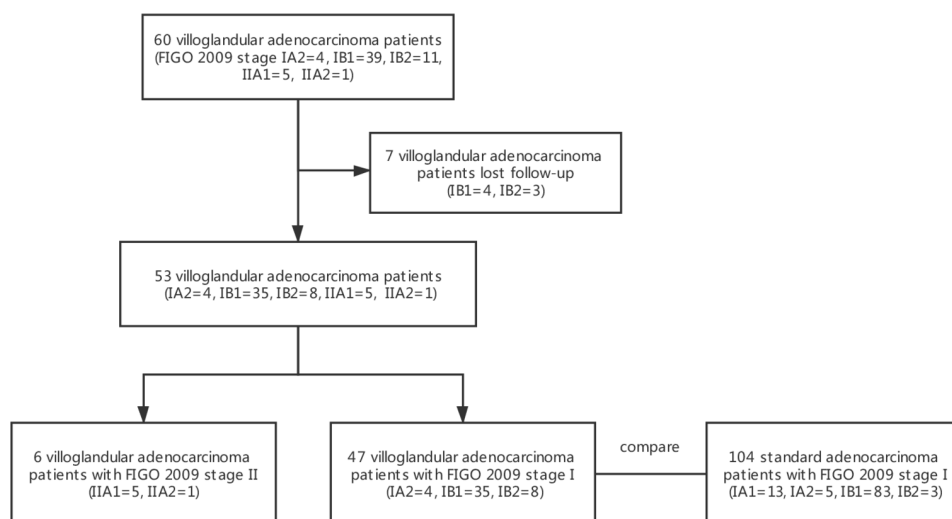 60 villoglandular adenocarcinoma patients
(FIGO 2009 stage IA2=4, IB1=39, IB2=11,
IIA1=5, IIA2=1)
7 villoglandular adenocarcinoma
patients lost follow-up
(IB1=4, IB2=3)
53 villoglandular adenocarcinoma patients
(IA2=4, IB1=35, IB2=8, IIA1=5, IIA2=1)
6 villoglandular adenocarcinoma
patients with FIGO 2009 stage II
(IIA1=5, IIA2=1)
47 villoglandular adenocarcinoma
patients with FIGO 2009 stage I
(IA2=4, IB1=35, IB2=8)
compare
104 standard adenocarcinoma
patients with FIGO 2009 stage I
(IA1=13, IA2=5, IB1=83, IB2=3)